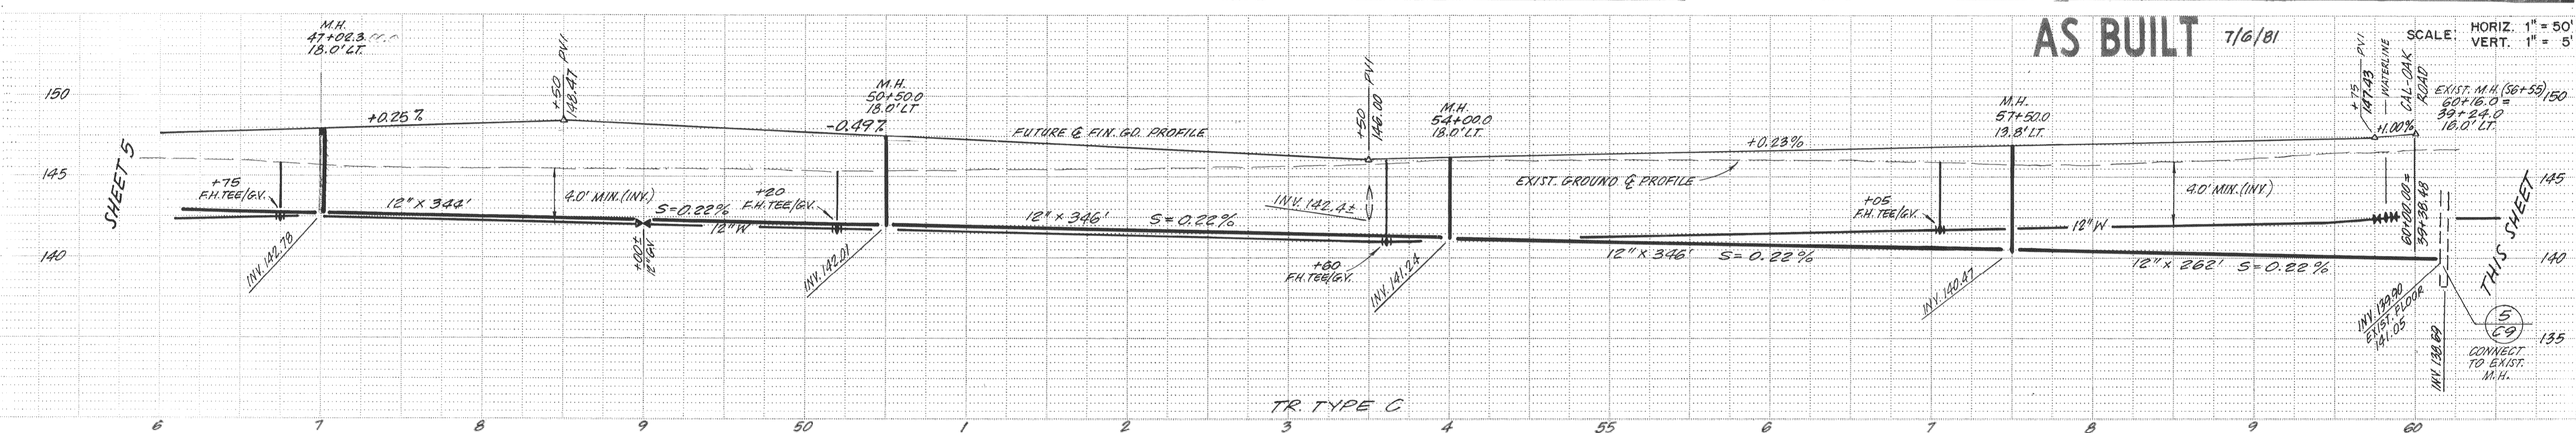 AS BUILT 7/6/81
SCALE: HORIZ. 1" = 50'
VERT. 1" = 5'
M.H.
47+02.3
18.0' LT.
+50
148.47 PVI
M.H.
50+50.0
18.0' LT
+50
146.00 PVI
M.H.
54+00.0
18.0' LT.
M.H.
57+50.0
13.8' LT.
+75 PVI
147.43
WATERLINE
CAL-OAK
ROAD
EXIST. M.H. (56+55)
60+16.0 =
39+24.0
16.0' LT.
150
150
+0.25%
-0.49%
FUTURE ℄ FIN. GD. PROFILE
+0.23%
+1.00%
SHEET 5
145
145
+75
F.H. TEE/G.V.
12" X 344'
4.0' MIN. (INV.)
S=0.22%
+20
F.H. TEE/G.V.
12" W
+00±
12" GV
12" X 346'
S=0.22%
INV. 142.4±
EXIST. GROUND ℄ PROFILE
+05
F.H. TEE/G.V.
4.0' MIN. (INV.)
12" W
60+00.00=
39+38.48
THIS SHEET
140
140
INV. 142.78
INV. 142.01
+60
F.H. TEE/G.V.
INV. 141.24
12" X 346'
S=0.22%
INV. 140.47
12" X 262'
S=0.22%
INV. 139.90
EXIST. FLOOR
141.05
INV. 138.69
5
C9
CONNECT
TO EXIST.
M.H.
135
TR. TYPE C
6 7 8 9 50 1 2 3 4 55 6 7 8 9 60